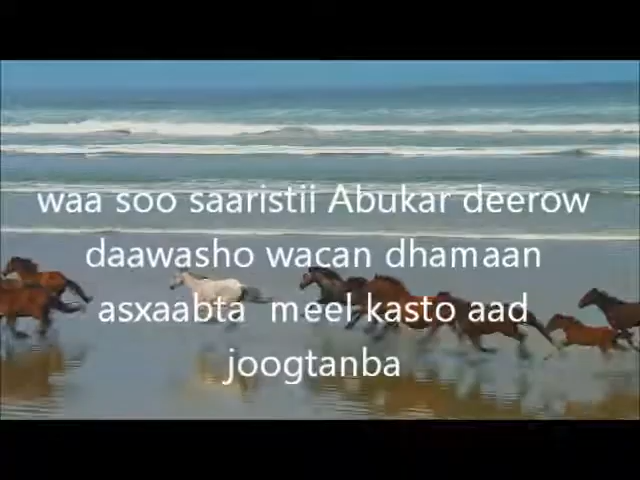 waa soo saaristii Abukar deerow
daawasho wacan dhamaan
asxaabta meel kasto aad
joogtanba